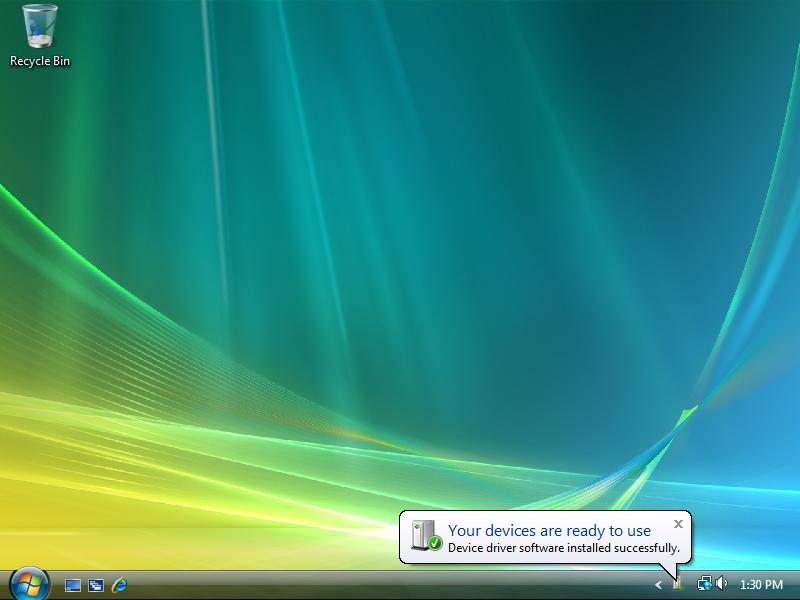 Recycle Bin
Your devices are ready to use
Device driver software installed successfully.
1:30 PM